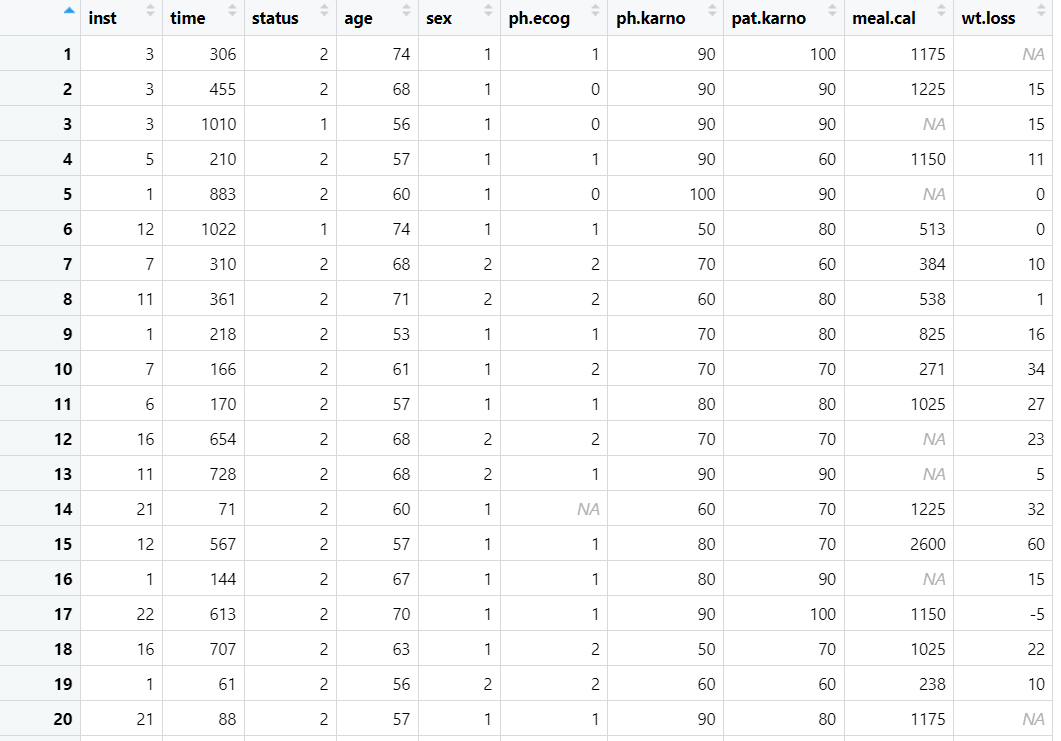 inst time status age sex ph.ecog ph.karno pat.karno meal.cal wt.loss
1 3 306 2 74 1 1 90 100 1175 NA
2 3 455 2 68 1 0 90 90 1225 15
3 3 1010 1 56 1 0 90 90 NA 15
4 5 210 2 57 1 1 90 60 1150 11
5 1 883 2 60 1 0 100 90 NA 0
6 12 1022 1 74 1 1 50 80 513 0
7 7 310 2 68 2 2 70 60 384 10
8 11 361 2 71 2 2 60 80 538 1
9 1 218 2 53 1 1 70 80 825 16
10 7 166 2 61 1 2 70 70 271 34
11 6 170 2 57 1 1 80 80 1025 27
12 16 654 2 68 2 2 70 70 NA 23
13 11 728 2 68 2 1 90 90 NA 5
14 21 71 2 60 1 NA 60 70 1225 32
15 12 567 2 57 1 1 80 70 2600 60
16 1 144 2 67 1 1 80 90 NA 15
17 22 613 2 70 1 1 90 100 1150 -5
18 16 707 2 63 1 2 50 70 1025 22
19 1 61 2 56 2 2 60 60 238 10
20 21 88 2 57 1 1 90 80 1175 NA